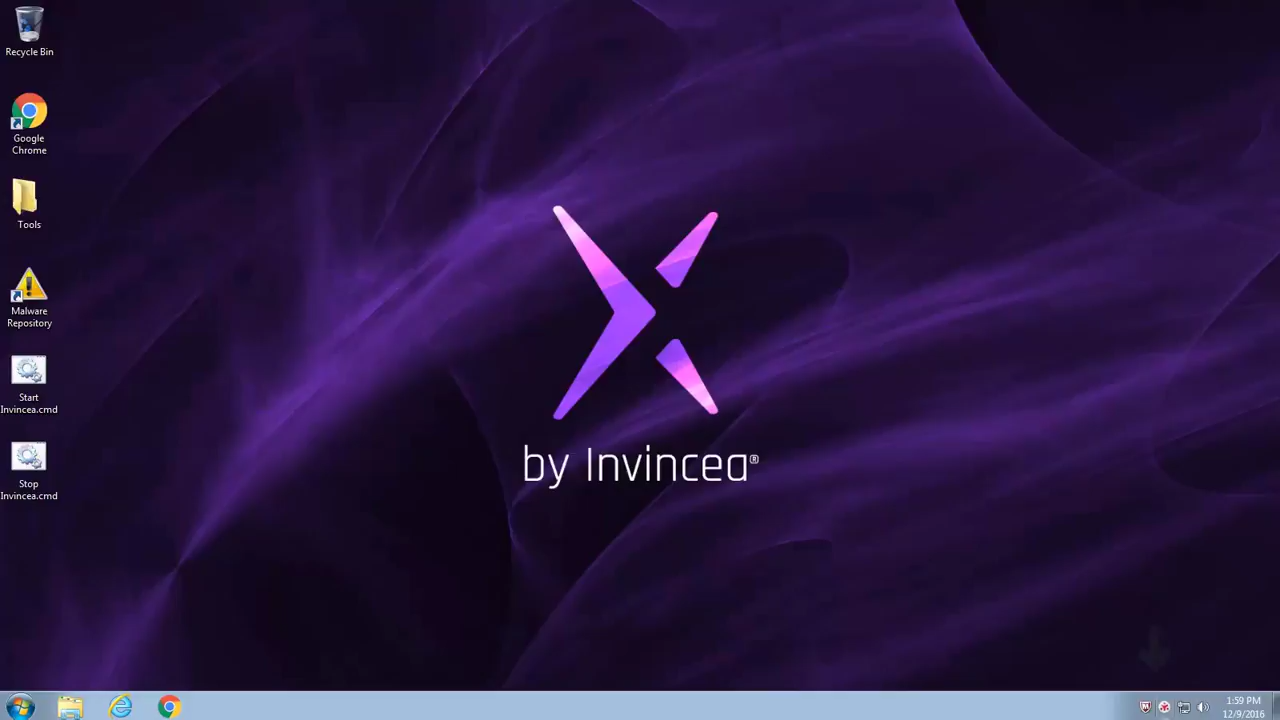 Recycle Bin
Google
Chrome
Tools
Malware
Repository
Start
Invincea.cmd
Stop
Invincea.cmd
by Invincea®
1:59 PM
12/9/2016